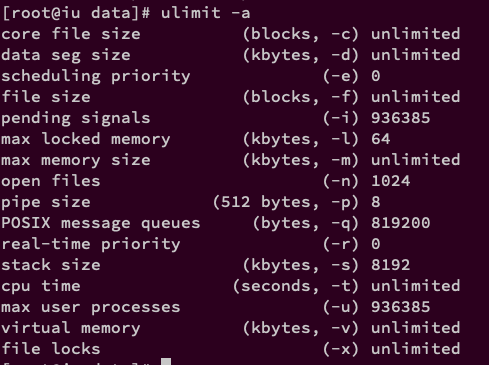 [root@iu data]# ulimit -a
core file size (blocks, -c) unlimited
data seg size (kbytes, -d) unlimited
scheduling priority (-e) 0
file size (blocks, -f) unlimited
pending signals (-i) 936385
max locked memory (kbytes, -l) 64
max memory size (kbytes, -m) unlimited
open files (-n) 1024
pipe size (512 bytes, -p) 8
POSIX message queues (bytes, -q) 819200
real-time priority (-r) 0
stack size (kbytes, -s) 8192
cpu time (seconds, -t) unlimited
max user processes (-u) 936385
virtual memory (kbytes, -v) unlimited
file locks (-x) unlimited
[root@iu data]#